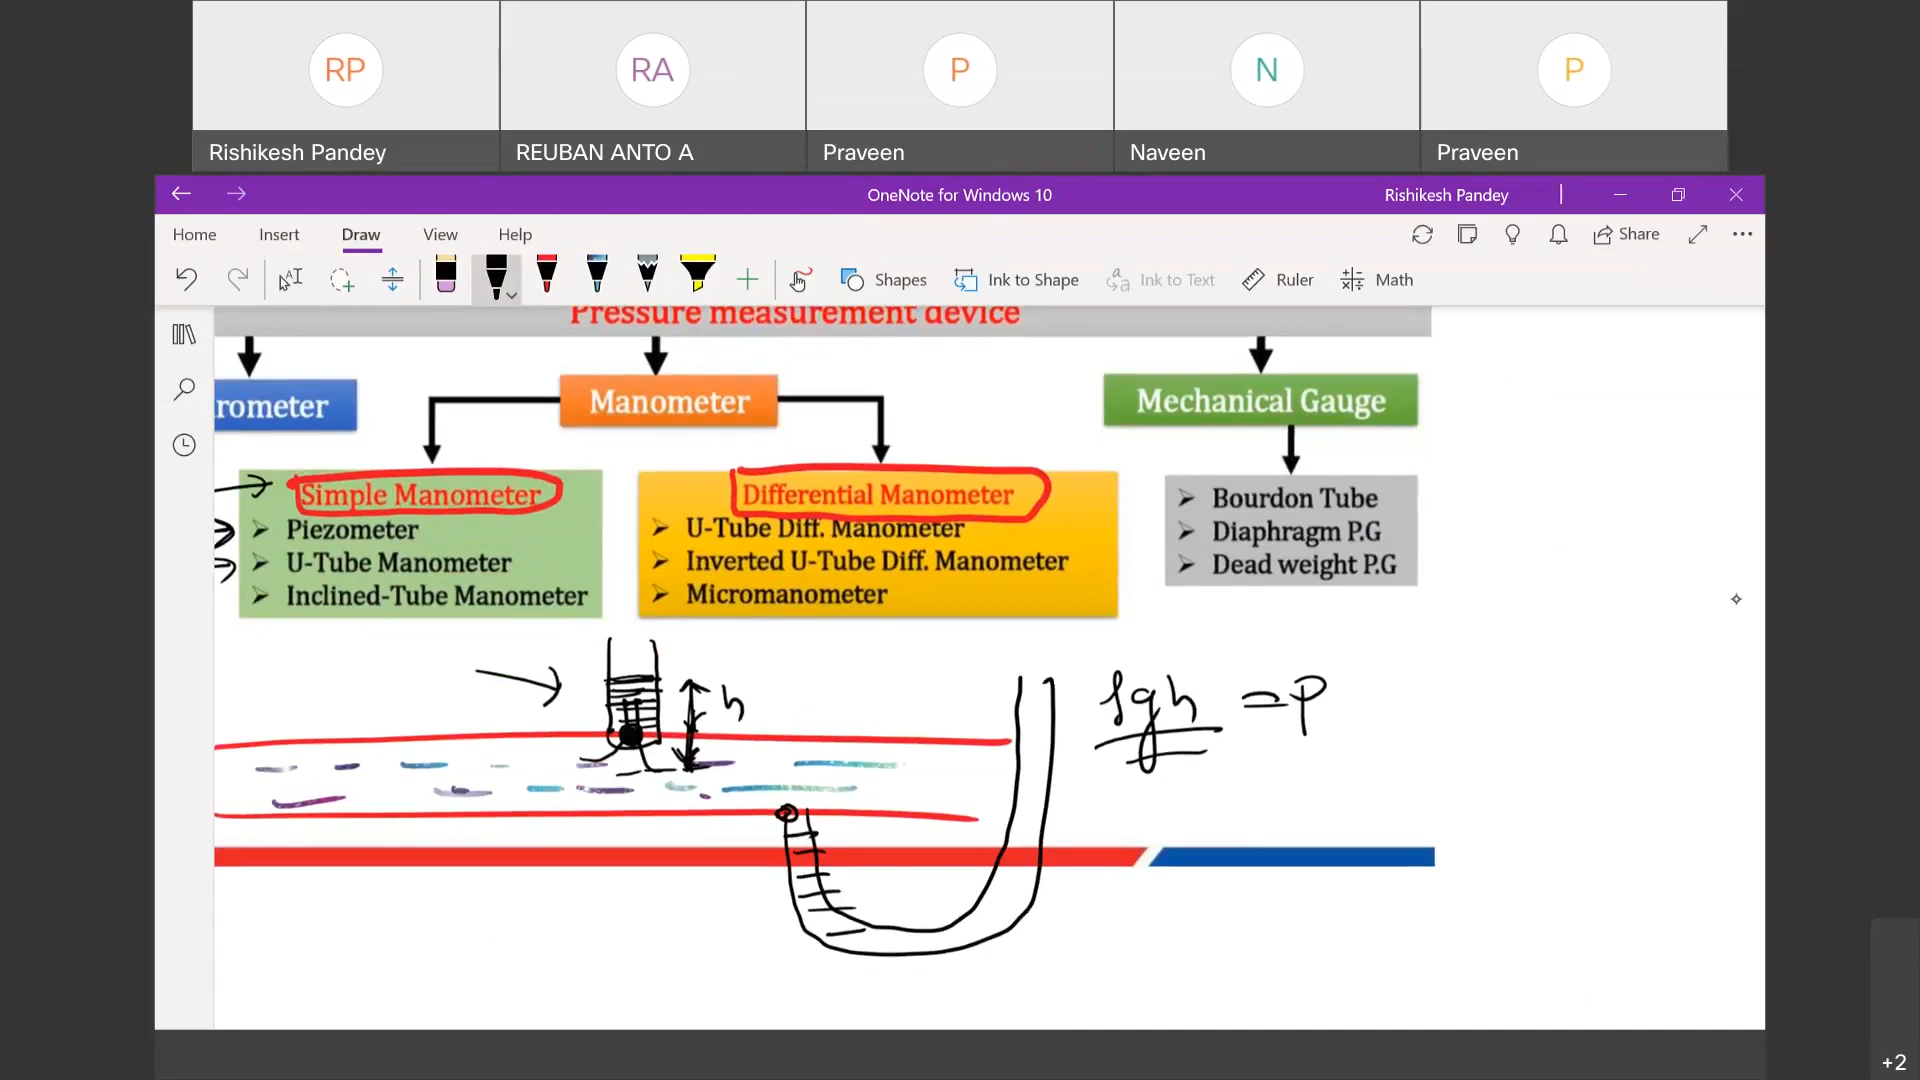 RP
RA
P
N
P
Rishikesh Pandey
REUBAN ANTO A
Praveen
Naveen
Praveen
OneNote for Windows 10
Rishikesh Pandey
Home Insert Draw View Help
Share
Shapes
Ink to Shape
Ink to Text
Ruler
Math
Pressure measurement device
rometer
Manometer
Mechanical Gauge
Simple Manometer
Piezometer
U-Tube Manometer
Inclined-Tube Manometer
Differential Manometer
U-Tube Diff. Manometer
Inverted U-Tube Diff. Manometer
Micromanometer
Bourdon Tube
Diaphragm P.G
Dead weight P.G
h
ρgh = P
+2